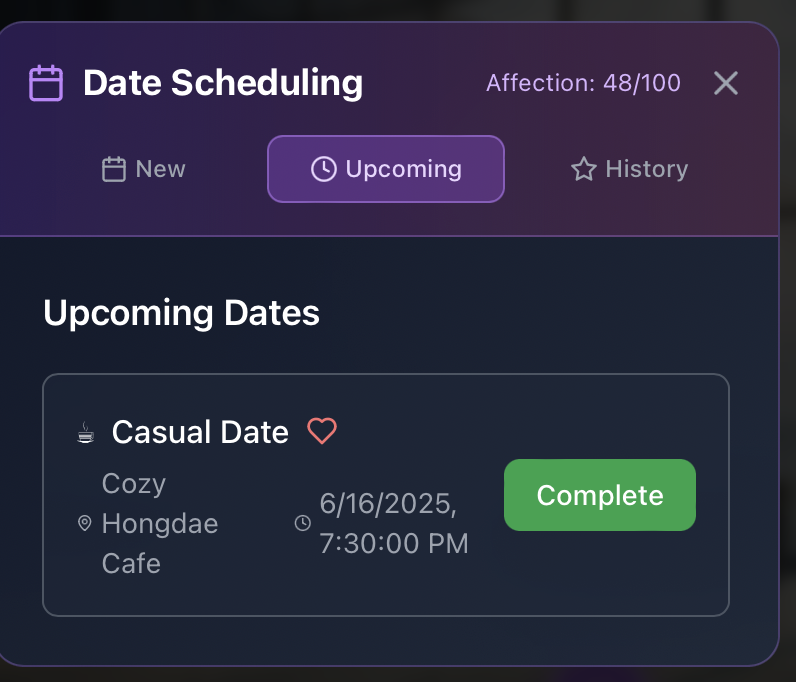 Date Scheduling
Affection: 48/100
New
Upcoming
History
Upcoming Dates
Casual Date
Cozy
Hongdae
Cafe
6/16/2025,
7:30:00 PM
Complete